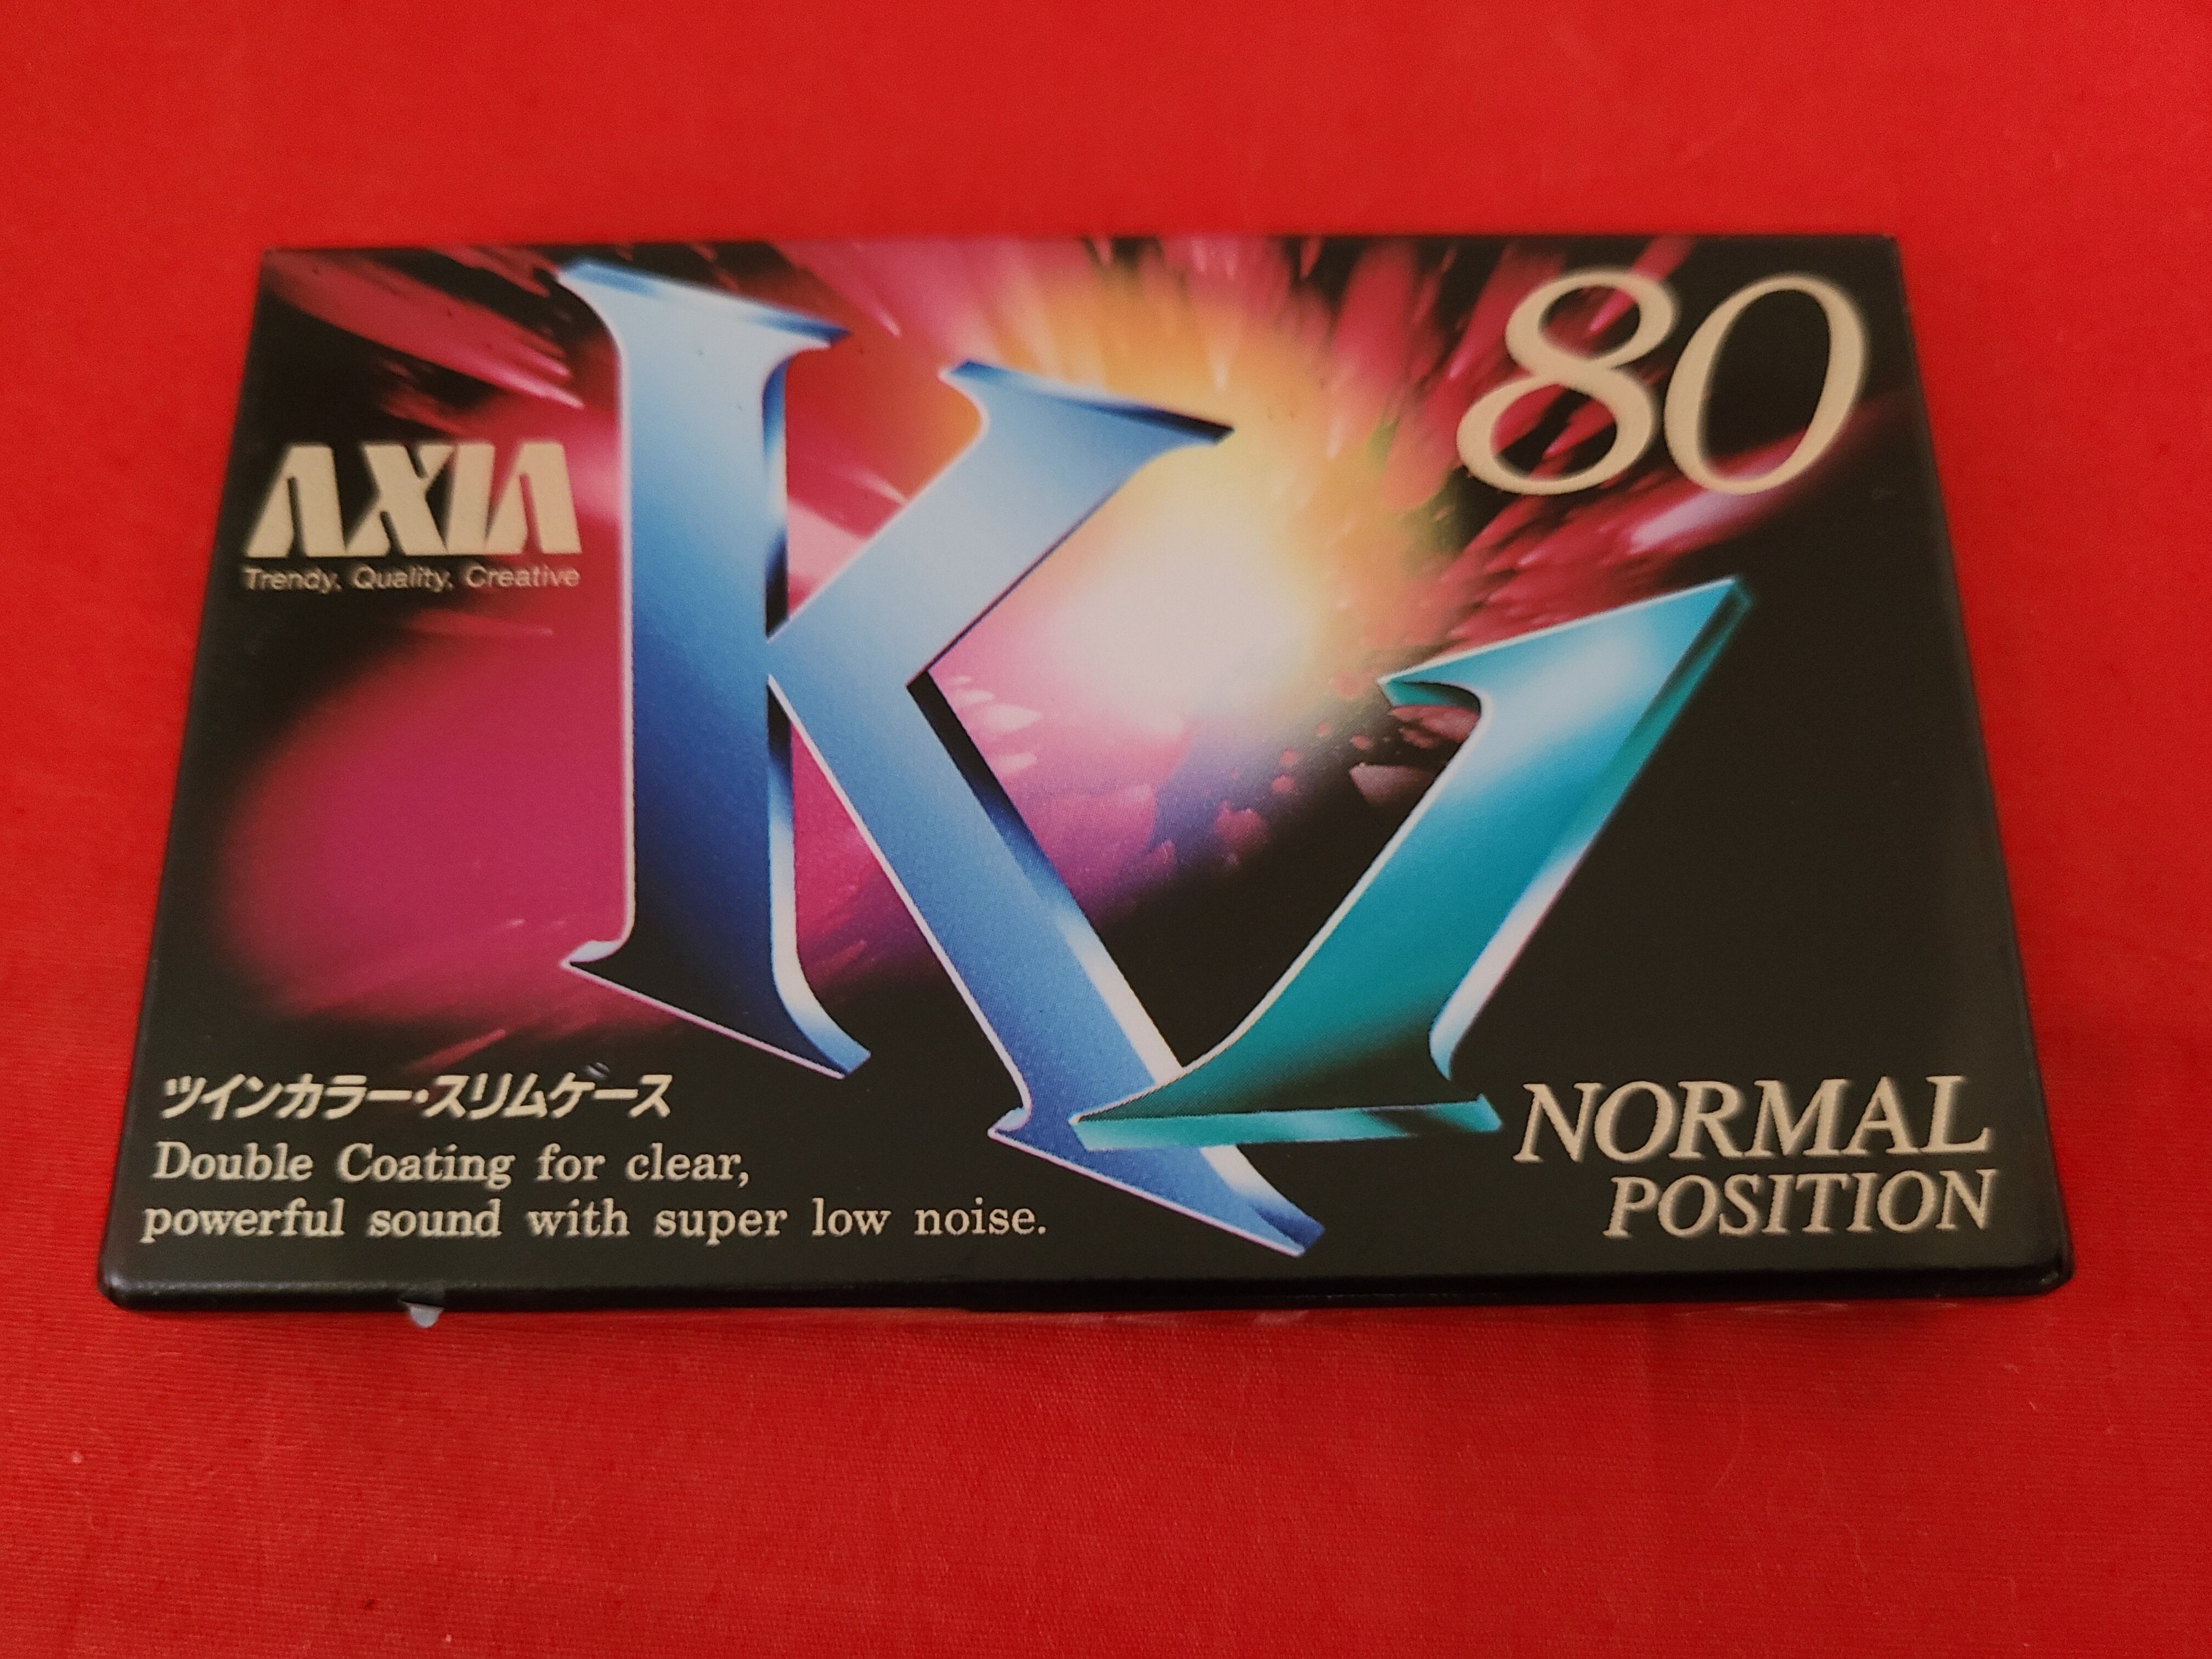 80
K1
AXIA
Trendy, Quality, Creative
ツインカラー・スリムケース
Double Coating for clear,
powerful sound with super low noise.
NORMAL
POSITION